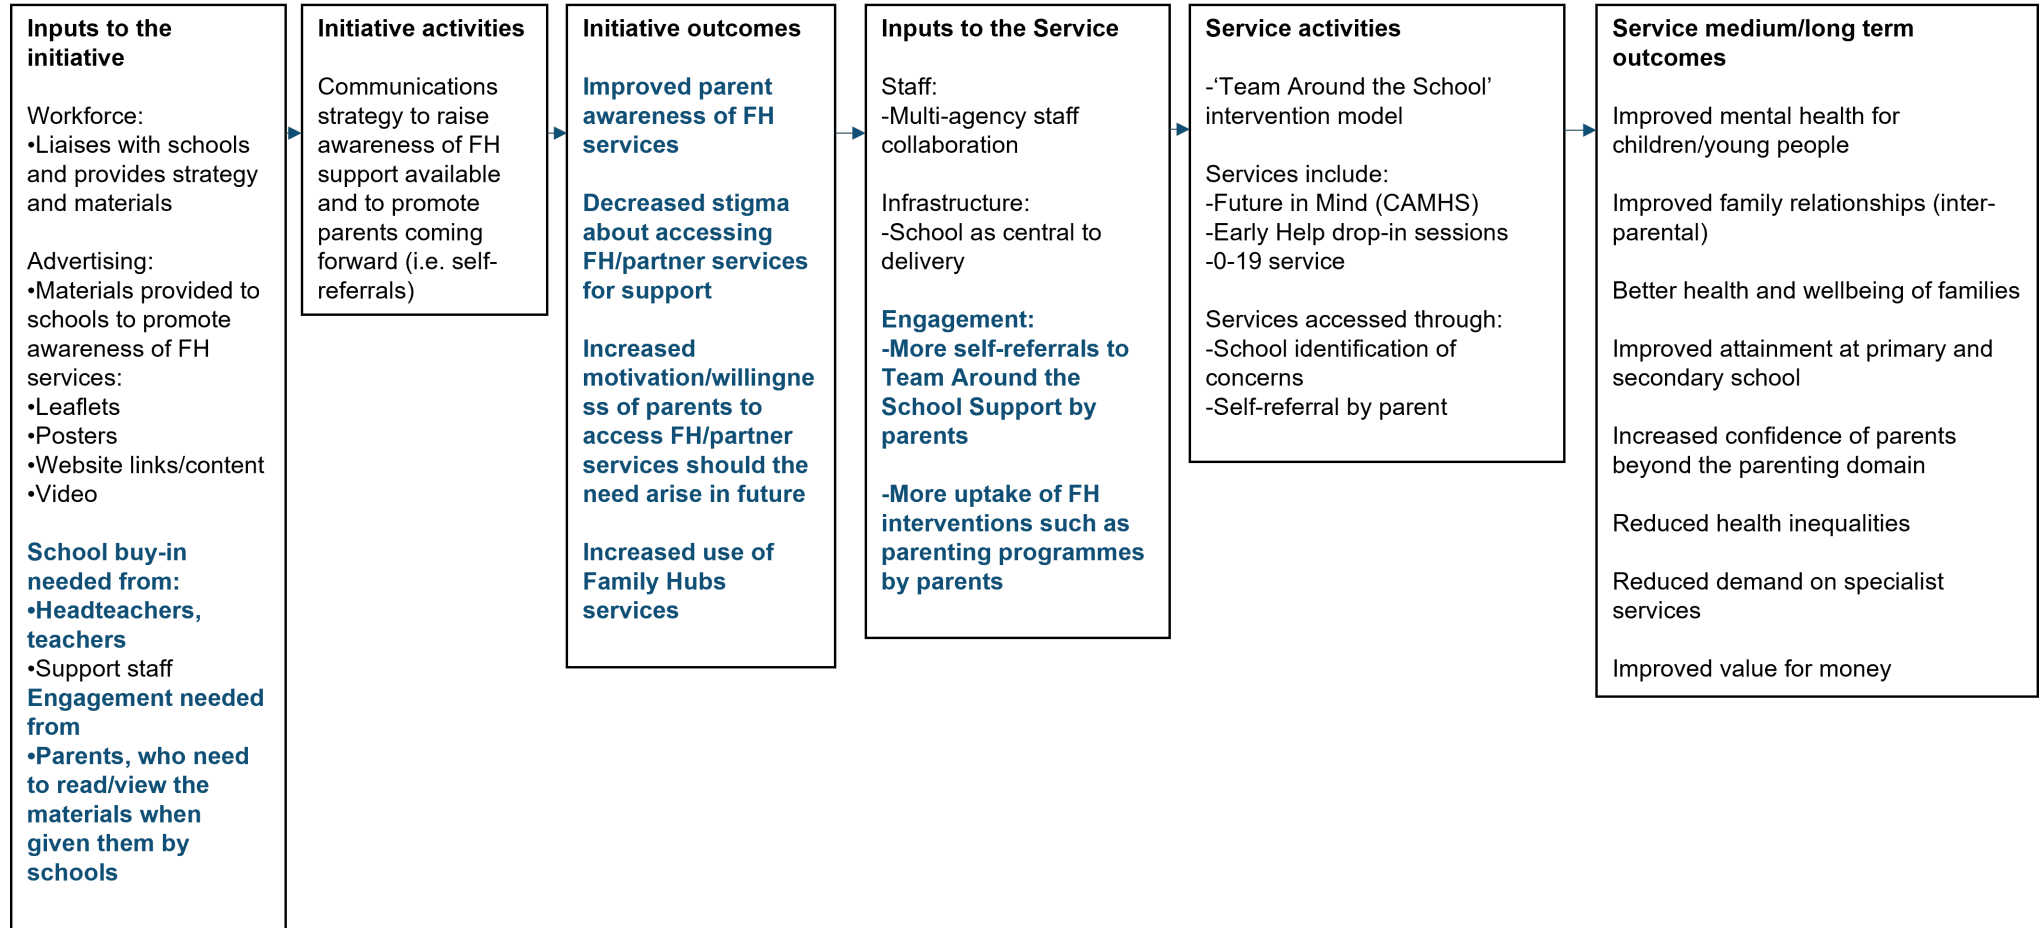 Inputs to the
initiative
Workforce:
•Liaises with schools
and provides strategy
and materials
Advertising:
•Materials provided to
schools to promote
awareness of FH
services:
•Leaflets
•Posters
•Website links/content
•Video
School buy-in
needed from:
•Headteachers,
teachers
•Support staff
Engagement needed
from
•Parents, who need
to read/view the
materials when
given them by
schools
Initiative activities
Communications
strategy to raise
awareness of FH
support available
and to promote
parents coming
forward (i.e. self-
referrals)
Initiative outcomes
Improved parent
awareness of FH
services
Decreased stigma
about accessing
FH/partner services
for support
Increased
motivation/willingne
ss of parents to
access FH/partner
services should the
need arise in future
Increased use of
Family Hubs
services
Inputs to the Service
Staff:
-Multi-agency staff
collaboration
Infrastructure:
-School as central to
delivery
Engagement:
-More self-referrals to
Team Around the
School Support by
parents
-More uptake of FH
interventions such as
parenting programmes
by parents
Service activities
-‘Team Around the School’
intervention model
Services include:
-Future in Mind (CAMHS)
-Early Help drop-in sessions
-0-19 service
Services accessed through:
-School identification of
concerns
-Self-referral by parent
Service medium/long term
outcomes
Improved mental health for
children/young people
Improved family relationships (inter-
parental)
Better health and wellbeing of families
Improved attainment at primary and
secondary school
Increased confidence of parents
beyond the parenting domain
Reduced health inequalities
Reduced demand on specialist
services
Improved value for money